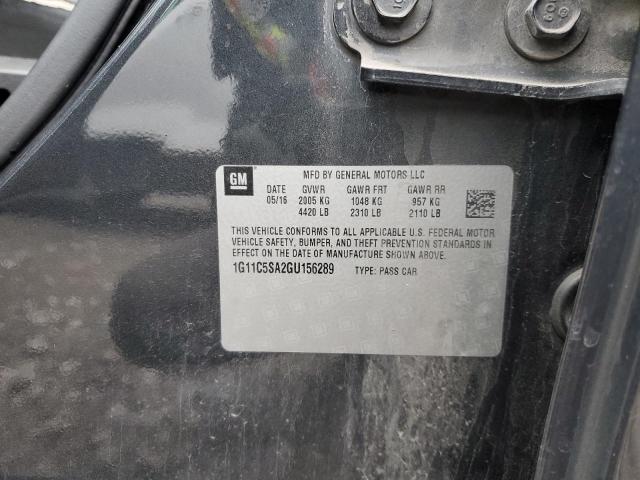 GM
MFD BY GENERAL MOTORS LLC
DATE GVWR GAWR FRT GAWR RR
05/16 2005 KG 1048 KG 957 KG
4420 LB 2310 LB 2110 LB
THIS VEHICLE CONFORMS TO ALL APPLICABLE U.S. FEDERAL MOTOR
VEHICLE SAFETY, BUMPER, AND THEFT PREVENTION STANDARDS IN
EFFECT ON THE DATE OF MANUFACTURE SHOWN ABOVE.
1G11C5SA2GU156289 TYPE: PASS CAR